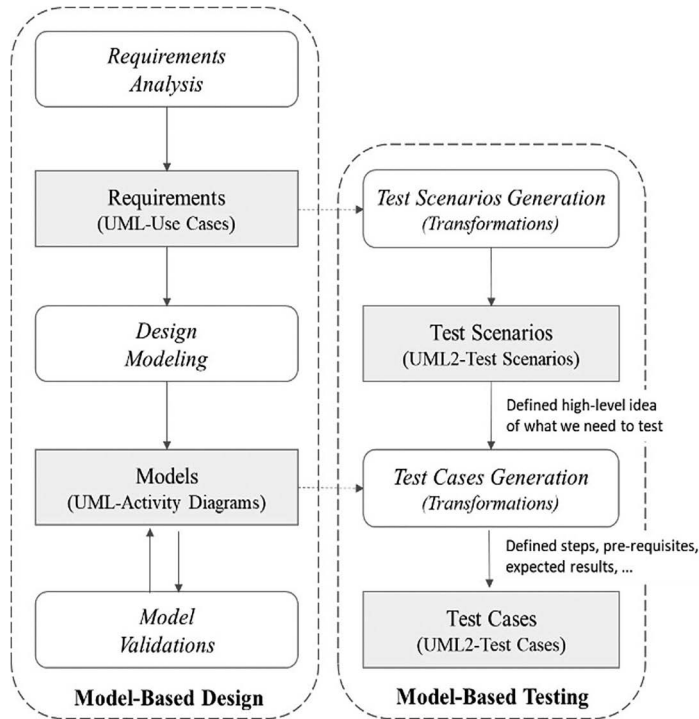 Requirements
Analysis
Requirements
(UML-Use Cases)
Design
Modeling
Models
(UML-Activity Diagrams)
Model
Validations
Model-Based Design
Test Scenarios Generation
(Transformations)
Test Scenarios
(UML2-Test Scenarios)
Defined high-level idea
of what we need to test
Test Cases Generation
(Transformations)
Defined steps, pre-requisites,
expected results, ...
Test Cases
(UML2-Test Cases)
Model-Based Testing